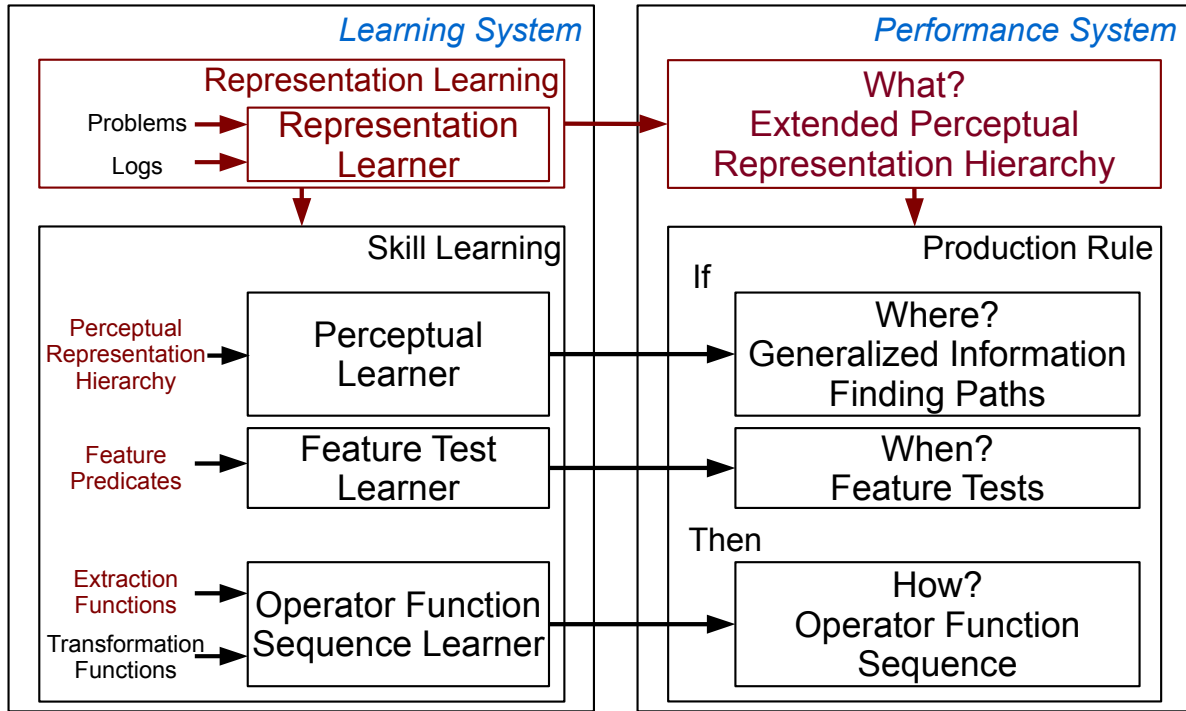 Learning System
Representation Learning
Problems
Logs
Representation
Learner
Skill Learning
Perceptual
Representation
Hierarchy
Perceptual
Learner
Feature
Predicates
Feature Test
Learner
Extraction
Functions
Transformation
Functions
Operator Function
Sequence Learner
Performance System
What?
Extended Perceptual
Representation Hierarchy
Production Rule
If
Where?
Generalized Information
Finding Paths
When?
Feature Tests
Then
How?
Operator Function
Sequence